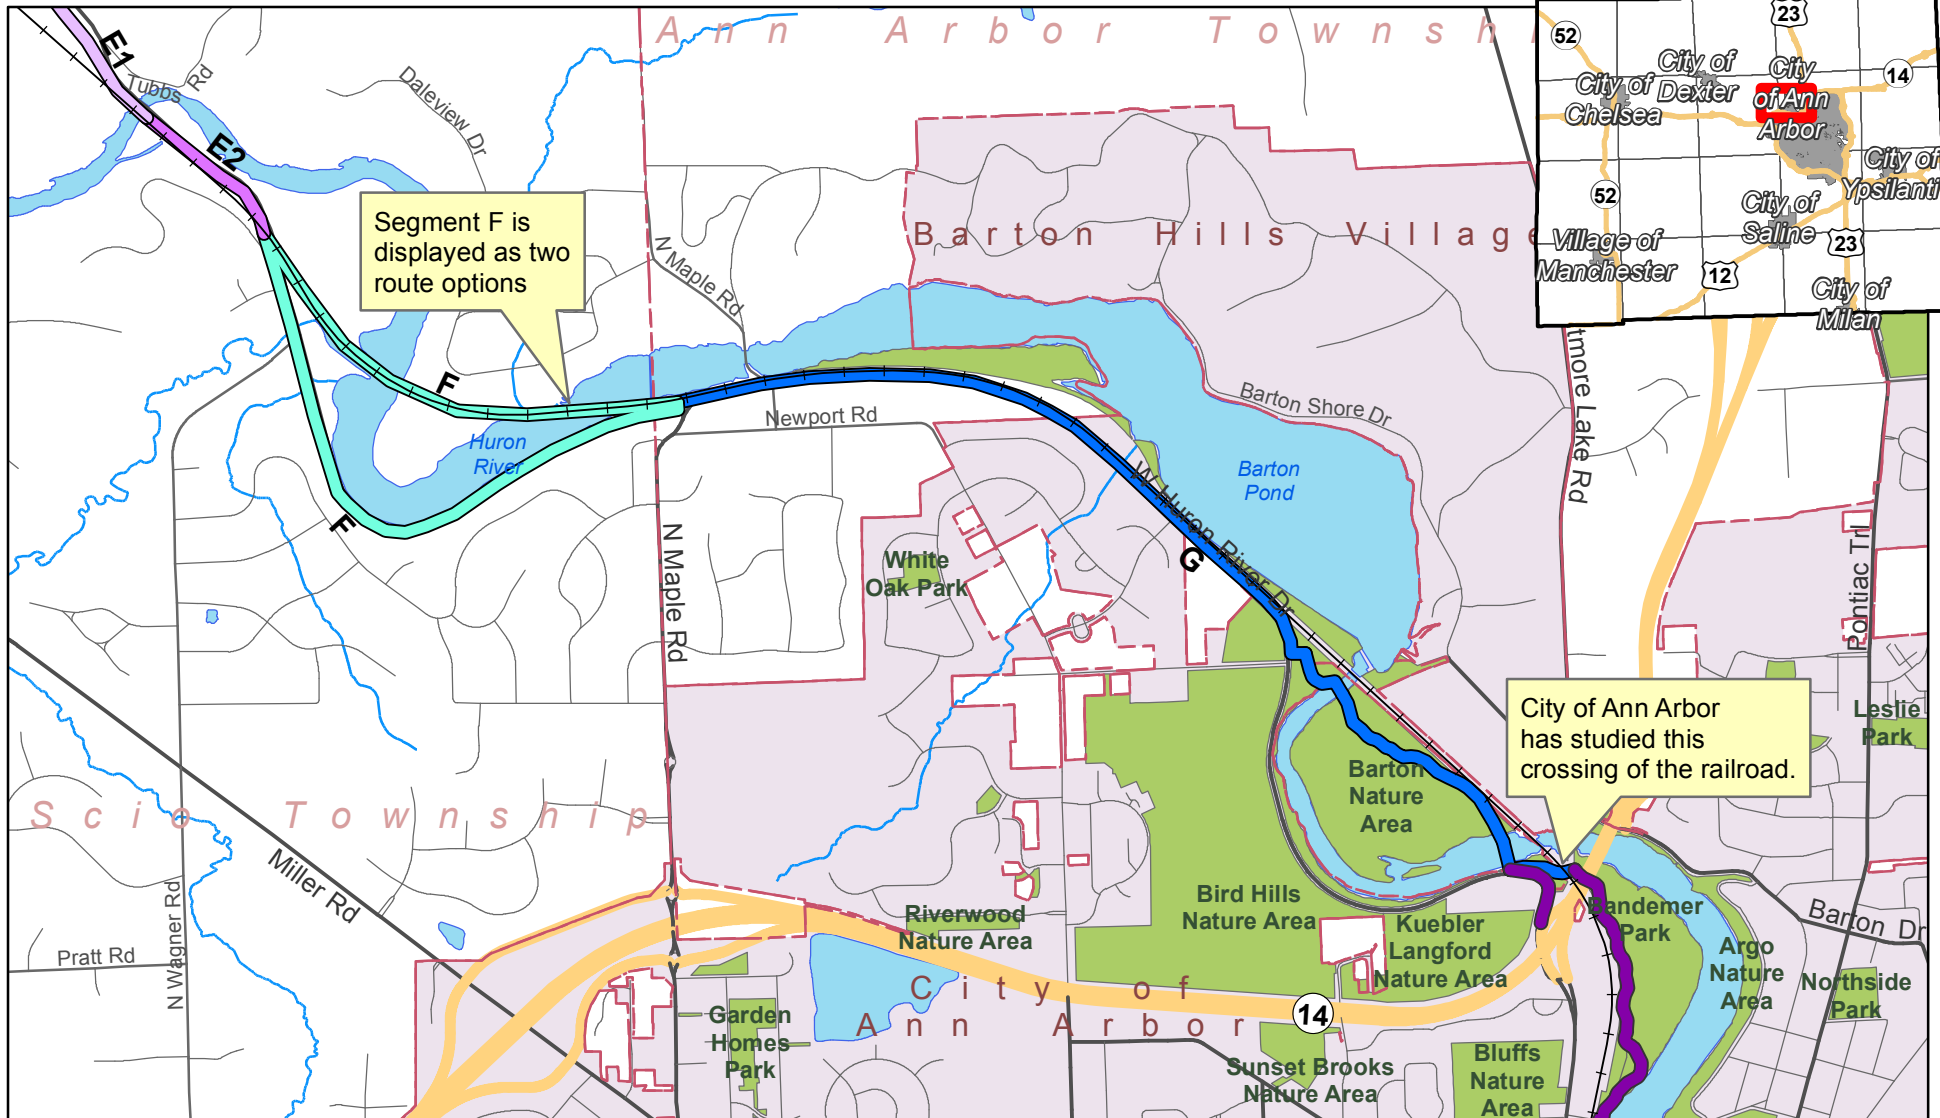 Ann Arbor Townshi
E1
Tubbs Rd
E2
Daleview Dr
Segment F is
displayed as two
route options
N Maple Rd
Barton Hills Village
F
Huron
River
F
Newport Rd
Barton Shore Dr
Barton
Pond
W Huron River Dr
G
tmore Lake Rd
Pontiac Trl
White
Oak Park
N Maple Rd
City of Ann Arbor
has studied this
crossing of the railroad.
Leslie
Park
Scio Township
Miller Rd
N Wagner Rd
Pratt Rd
Barton
Nature
Area
Bird Hills
Nature Area
Riverwood
Nature Area
Kuebler
Langford
Nature Area
Bandemer
Park
Barton Dr
Argo
Nature
Area
Northside
Park
City of
Ann Arbor
14
Garden
Homes
Park
Sunset Brooks
Nature Area
Bluffs
Nature
Area
23
52
City of
Dexter
City
of Ann
Arbor
14
City of
Chelsea
City of
Ypsilanti
52
City of
Saline
23
Village of
Manchester
12
City of
Milan